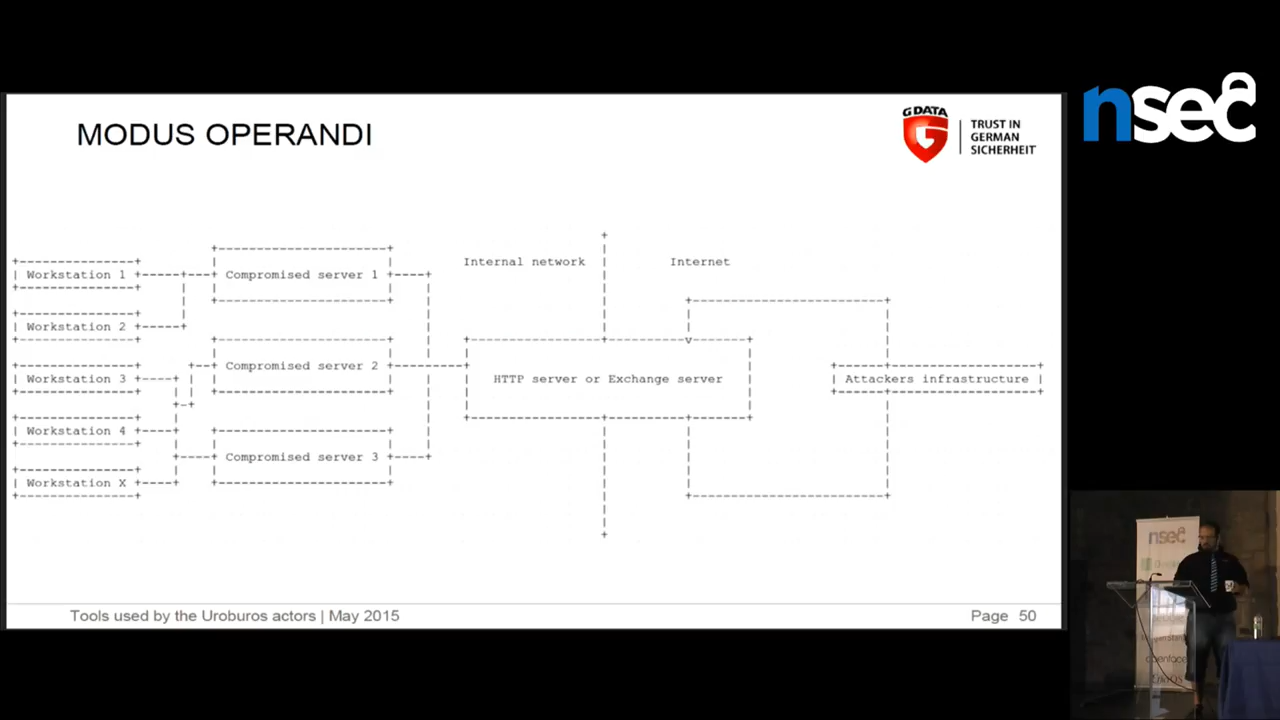 MODUS OPERANDI
G DATA
TRUST IN
GERMAN
SICHERHEIT
nsec
Internal network
Internet
Workstation 1
Compromised server 1
Workstation 2
Workstation 3
Compromised server 2
HTTP server or Exchange server
Attackers infrastructure
Workstation 4
Compromised server 3
Workstation X
Tools used by the Uroburos actors | May 2015
Page 50
nsec